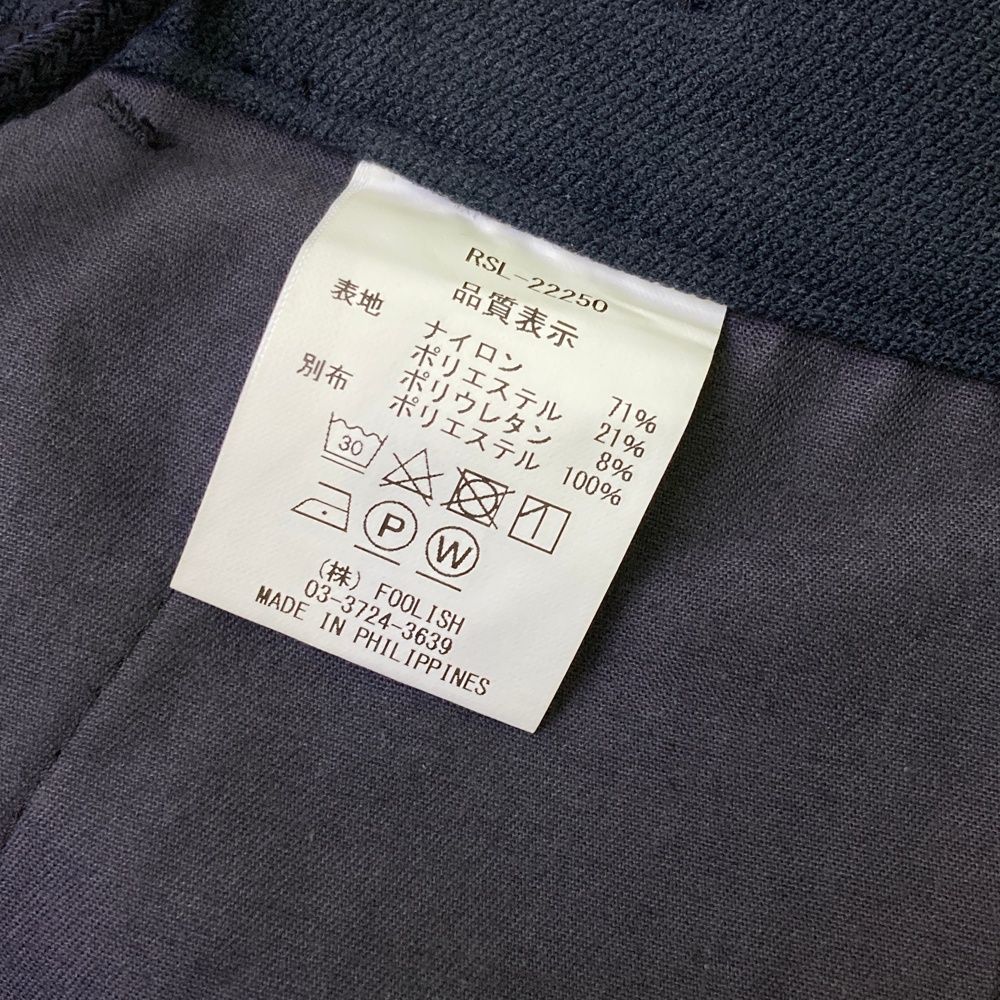 RSL-22250
品質表示
表地 ナイロン 71%
ポリエステル 21%
ポリウレタン 8%
別布 ポリエステル 100%
30
P W
(株) FOOLISH
03-3724-3639
MADE IN PHILIPPINES